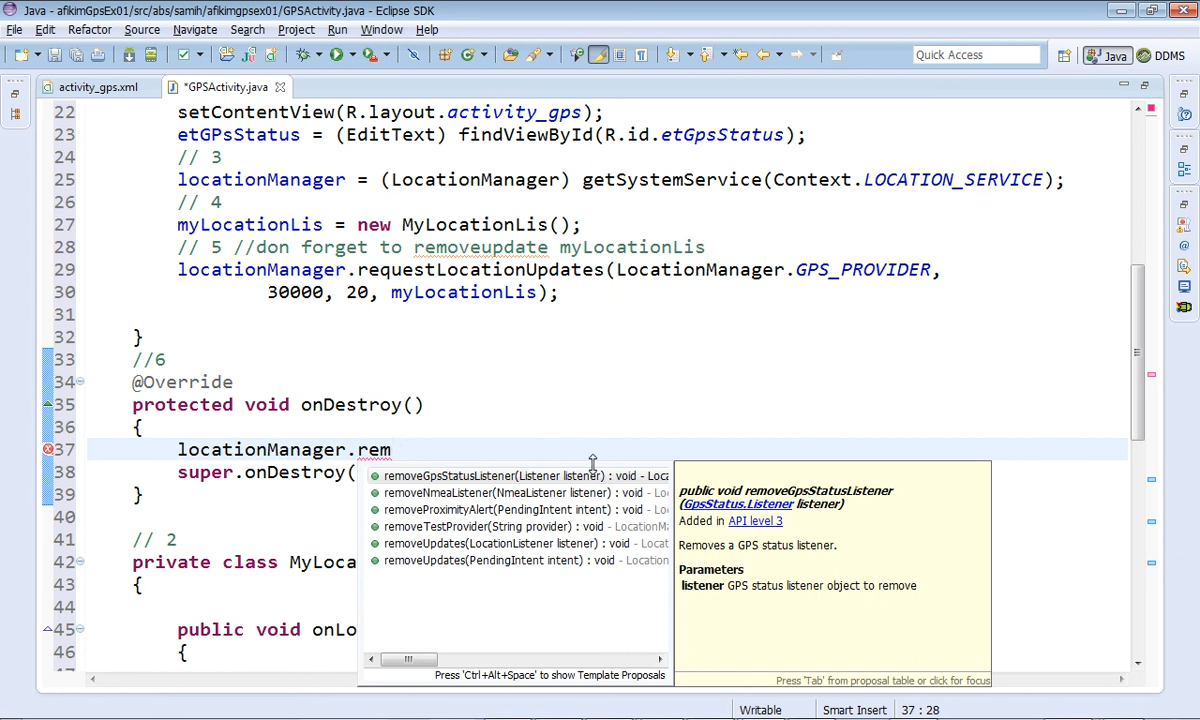 Java - afikimGpsEx01/src/abs/samih/afikimgpsex01/GPSActivity.java - Eclipse SDK
File Edit Refactor Source Navigate Search Project Run Window Help
Quick Access
Java
DDMS
activity_gps.xml
*GPSActivity.java
22 setContentView(R.layout.activity_gps);
23 etGPsStatus = (EditText) findViewById(R.id.etGpsStatus);
24 // 3
25 locationManager = (LocationManager) getSystemService(Context.LOCATION_SERVICE);
26 // 4
27 myLocationLis = new MyLocationLis();
28 // 5 //don forget to removeupdate myLocationLis
29 locationManager.requestLocationUpdates(LocationManager.GPS_PROVIDER,
30 30000, 20, myLocationLis);
31
32 }
33 //6
34 @Override
35 protected void onDestroy()
36 {
37 locationManager.rem
38 super.onDestroy(
39 }
40
41 // 2
42 private class MyLoca
43 {
44
45 public void onLo
46 {
removeGpsStatusListener(Listener listener) : void - Loca
removeNmeaListener(NmeaListener listener) : void - Loc
removeProximityAlert(PendingIntent intent) : void - Loc
removeTestProvider(String provider) : void - LocationMa
removeUpdates(LocationListener listener) : void - Locat
removeUpdates(PendingIntent intent) : void - Location
Press 'Ctrl+Alt+Space' to show Template Proposals
public void removeGpsStatusListener
(GpsStatus.Listener listener)
Added in API level 3
Removes a GPS status listener.
Parameters
listener GPS status listener object to remove
Press 'Tab' from proposal table or click for focus
Writable
Smart Insert
37 : 28